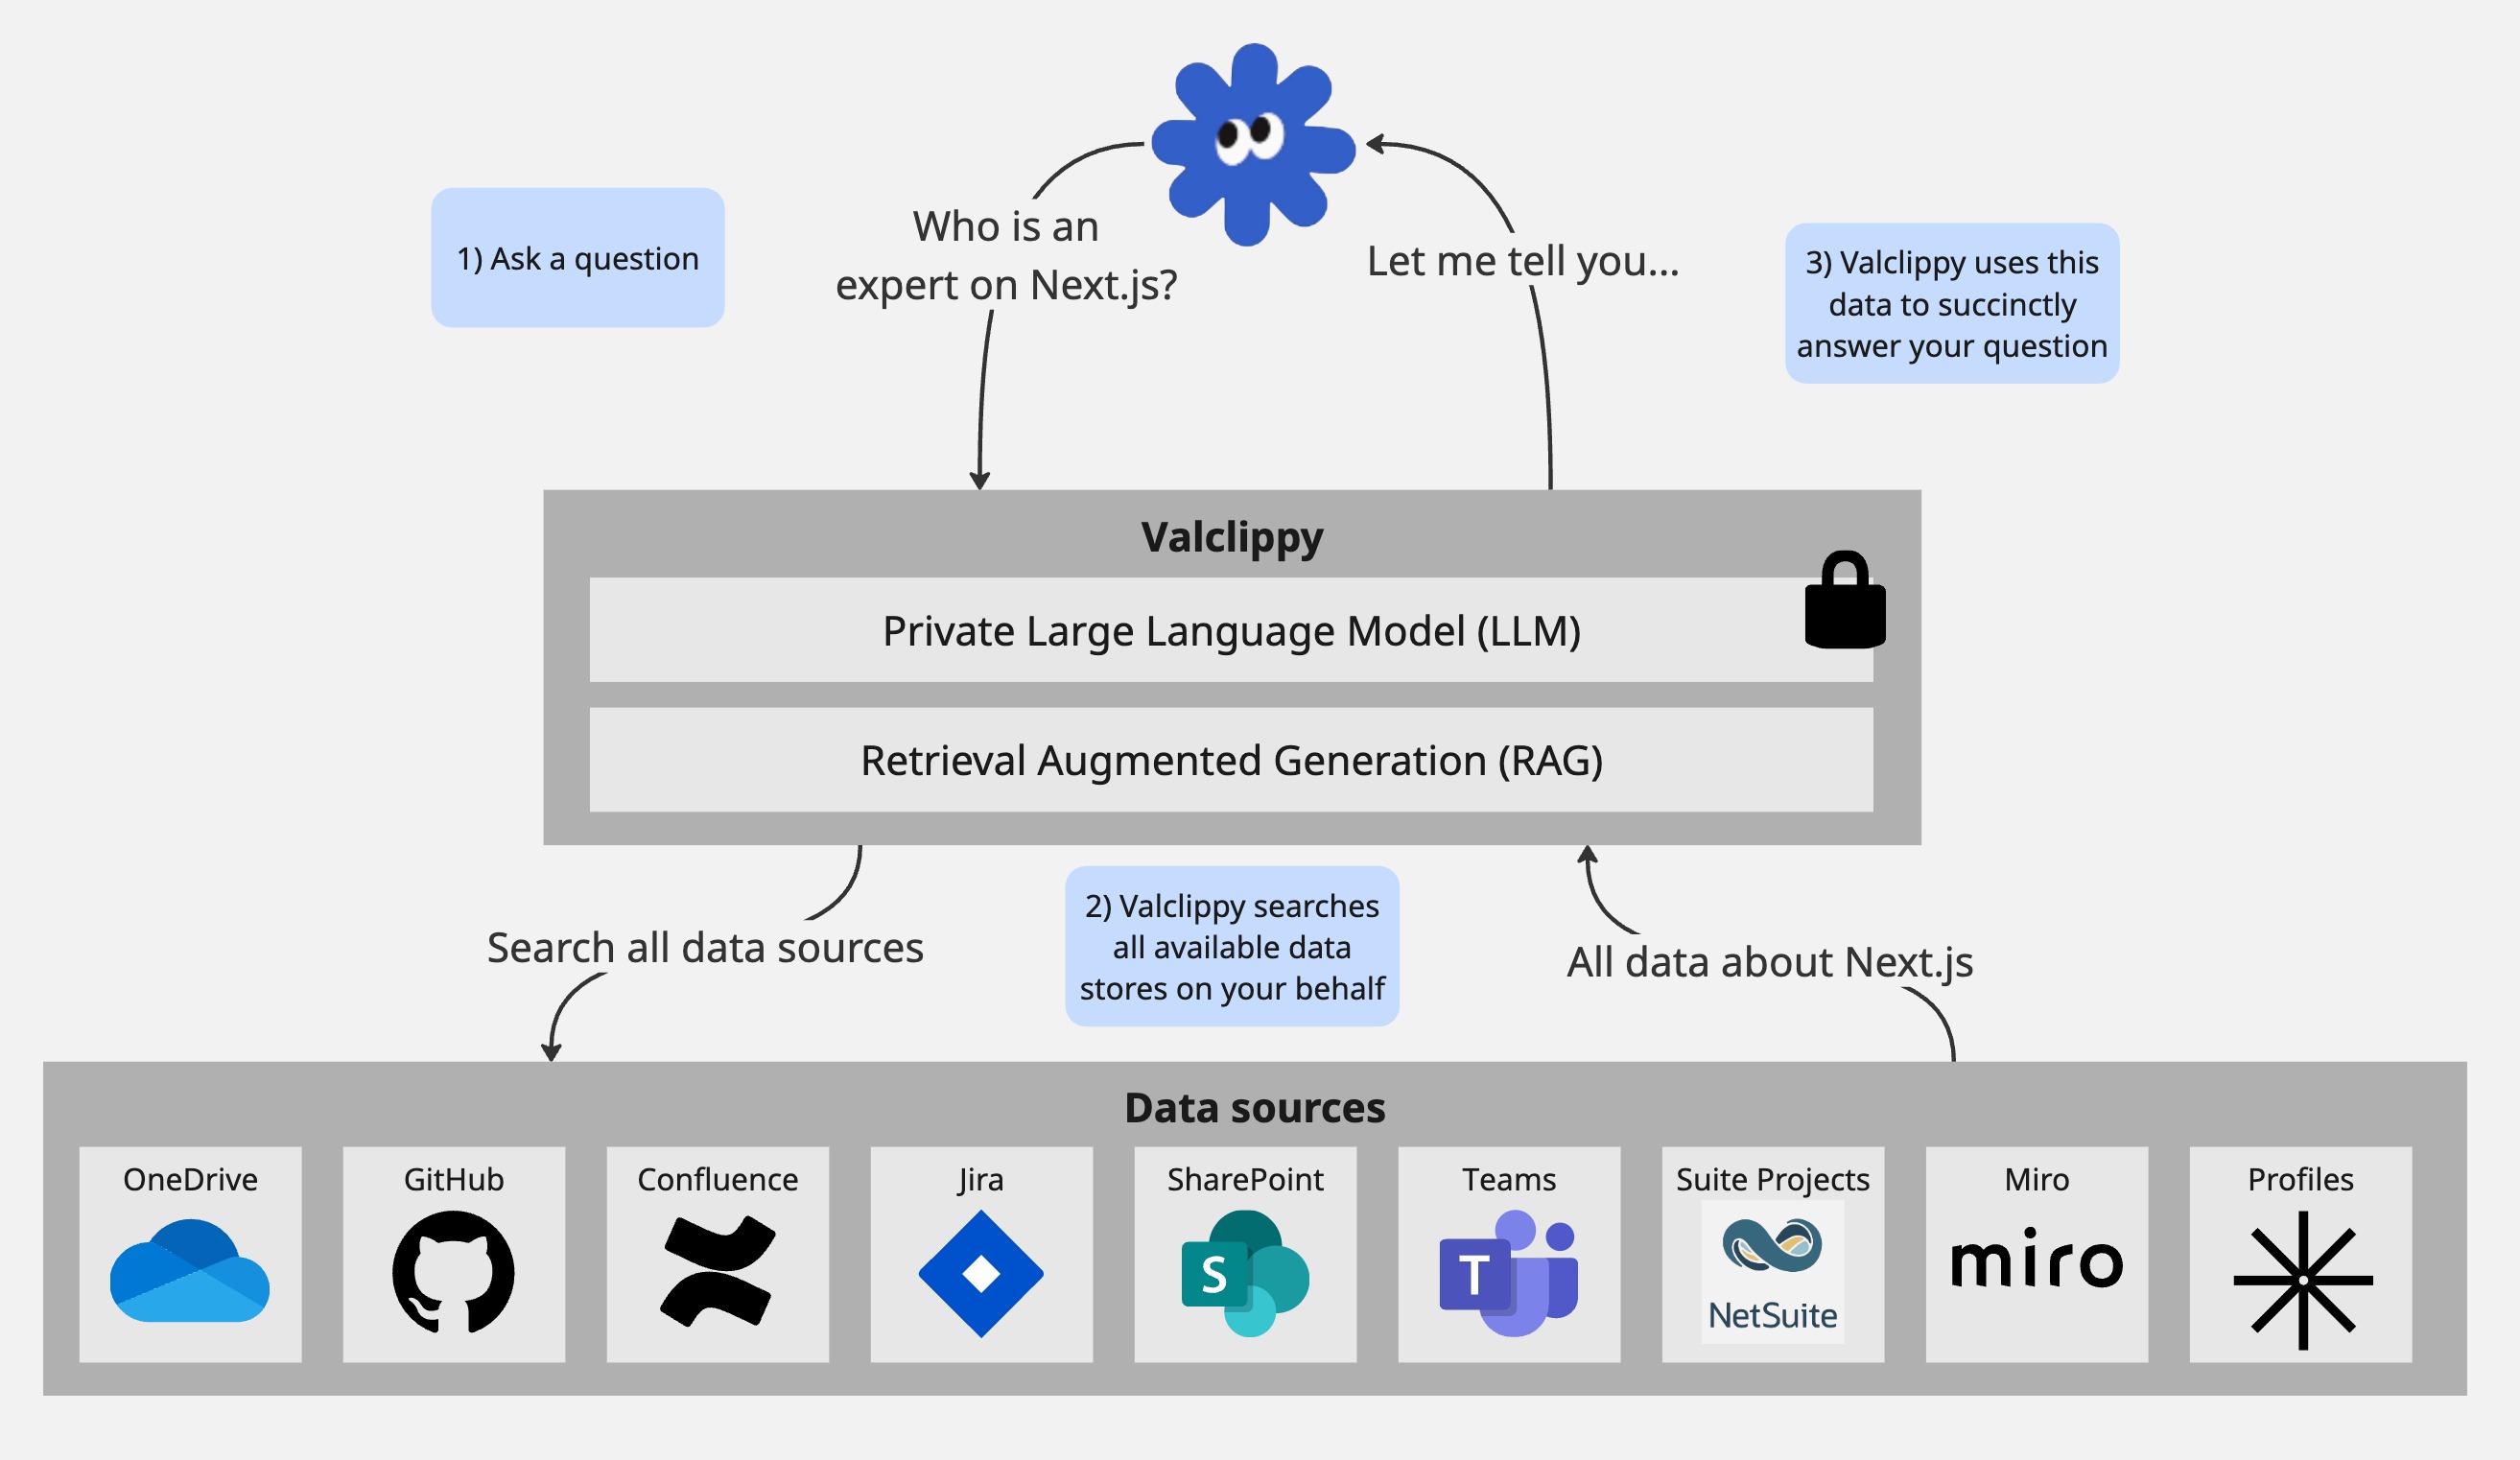 1) Ask a question
Who is an
expert on Next.js?
Let me tell you...
3) Valclippy uses this
data to succinctly
answer your question
Valclippy
Private Large Language Model (LLM)
Retrieval Augmented Generation (RAG)
Search all data sources
2) Valclippy searches
all available data
stores on your behalf
All data about Next.js
Data sources
OneDrive
GitHub
Confluence
Jira
SharePoint
S
Teams
T
Suite Projects
NetSuite
Miro
miro
Profiles